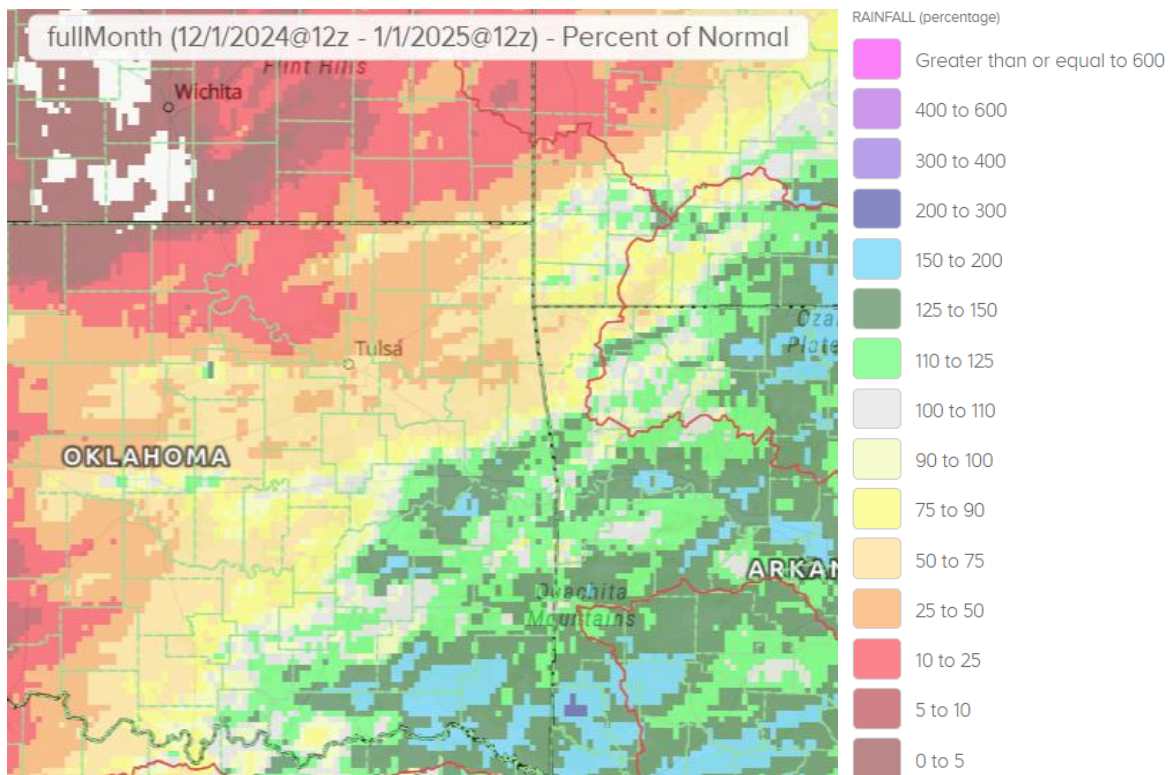 fullMonth (12/1/2024@12z - 1/1/2025@12z) - Percent of Normal
Flint Hills
Wichita
Tulsa
OKLAHOMA
Oza
Plate
ARKAN
Ouachita
Mountains
RAINFALL (percentage)
Greater than or equal to 600
400 to 600
300 to 400
200 to 300
150 to 200
125 to 150
110 to 125
100 to 110
90 to 100
75 to 90
50 to 75
25 to 50
10 to 25
5 to 10
0 to 5